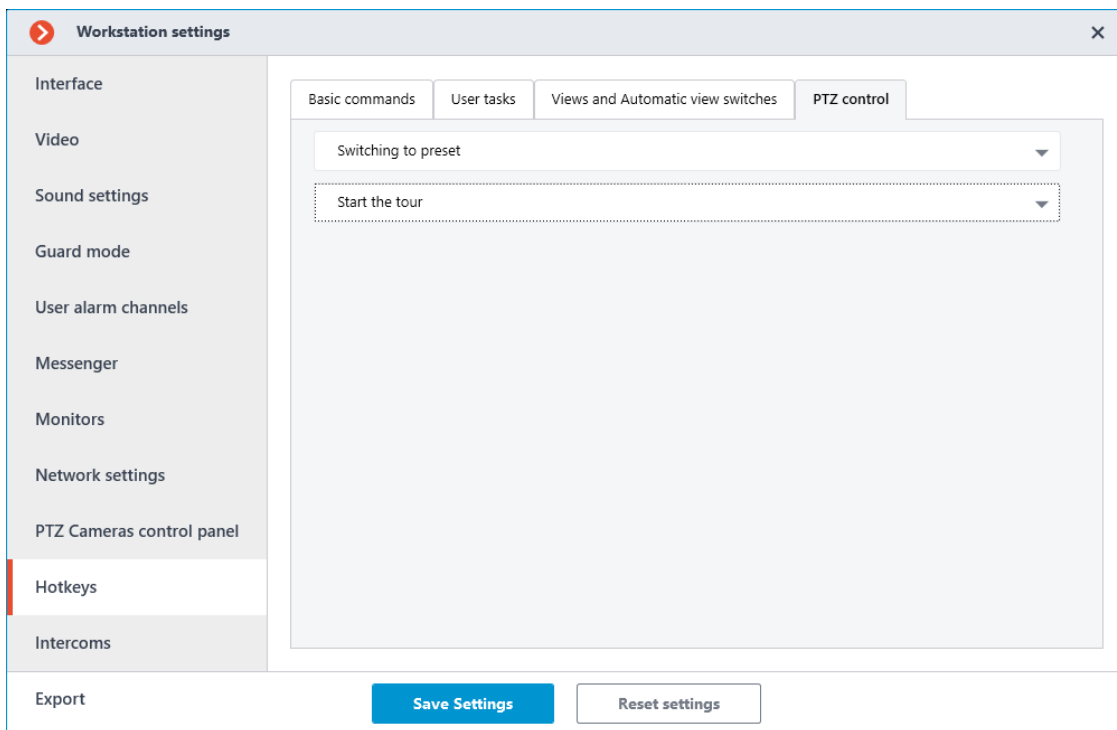 Workstation settings
Interface
Video
Sound settings
Guard mode
User alarm channels
Messenger
Monitors
Network settings
PTZ Cameras control panel
Hotkeys
Intercoms
Export
Basic commands
User tasks
Views and Automatic view switches
PTZ control
Switching to preset
Start the tour
Save Settings
Reset settings